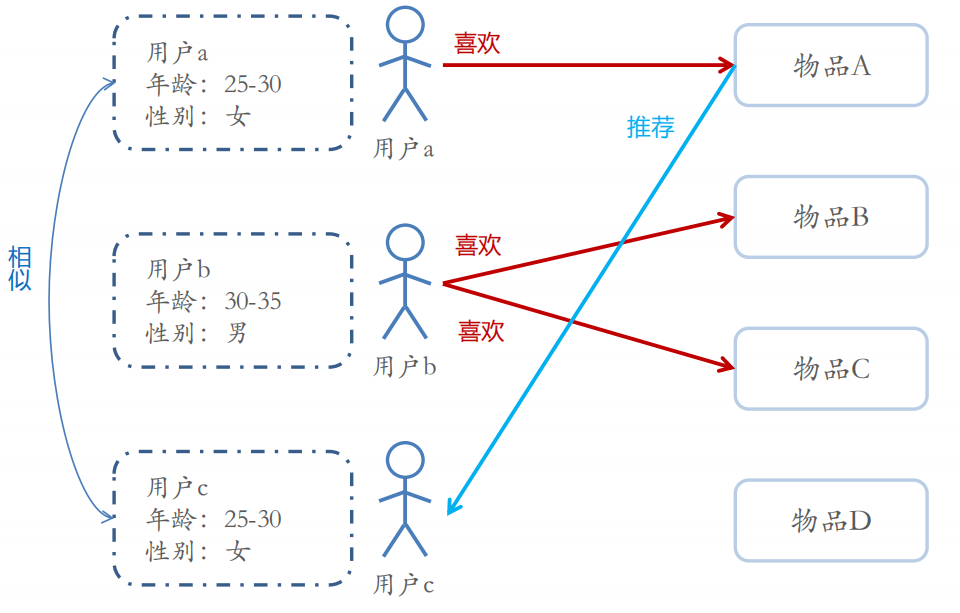 用户a
年龄：25-30
性别：女
用户a
喜欢
物品A
推荐
相似
用户b
年龄：30-35
性别：男
用户b
喜欢
喜欢
物品B
物品C
用户c
年龄：25-30
性别：女
用户c
物品D